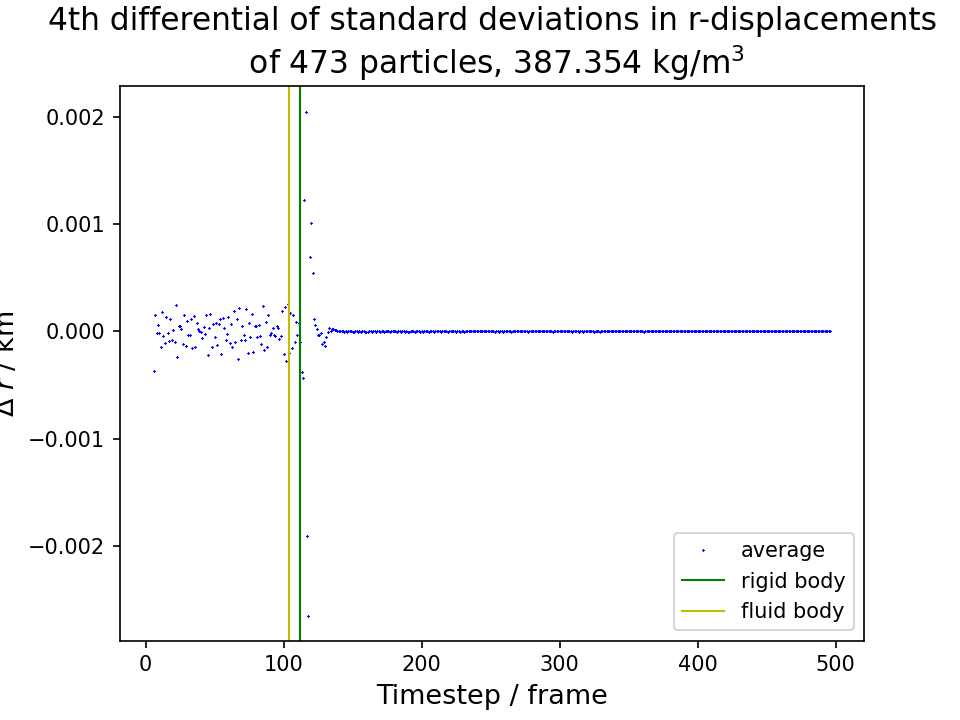 4th differential of standard deviations in r-displacements
of 473 particles, 387.354 kg/m³
0.002
0.001
0.000
−0.001
−0.002
Δ r / km
0
100
200
300
400
500
Timestep / frame
average
rigid body
fluid body